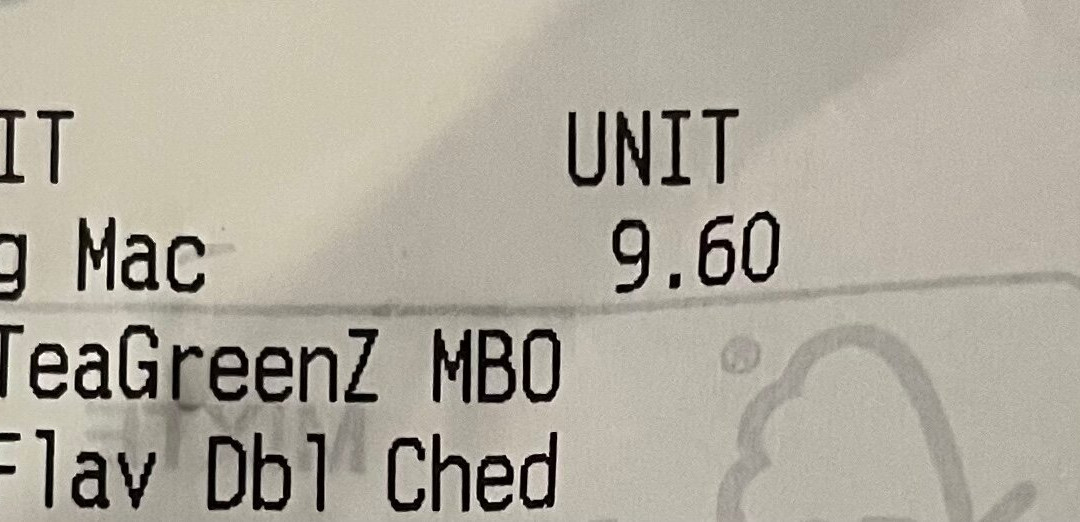 IT UNIT
g Mac 9.60
TeaGreenZ MBO
Flav Dbl Ched